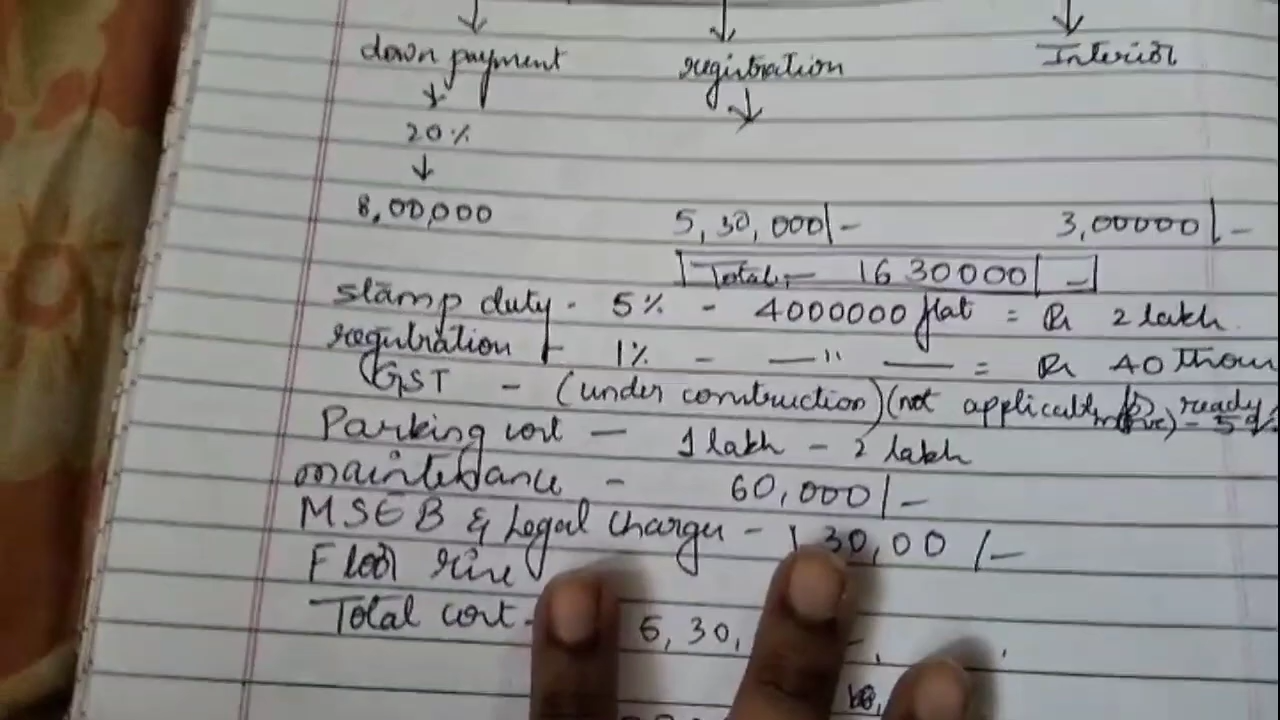 down payment registration Interior
20%
8,00,000 5,30,000/- 3,00000/-
Total:- 1630000/-
Stamp duty - 5% - 4000000 flat = Rs 2 lakh
registration - 1% - —"— = Rs 40 thou
GST - (under construction) (not applicable ready
Parking cost - 1 lakh - 2 lakh
maintenance - 60,000/-
MSEB & Legal charges - 30,00/-
Floor rise
Total cost - 6,30,